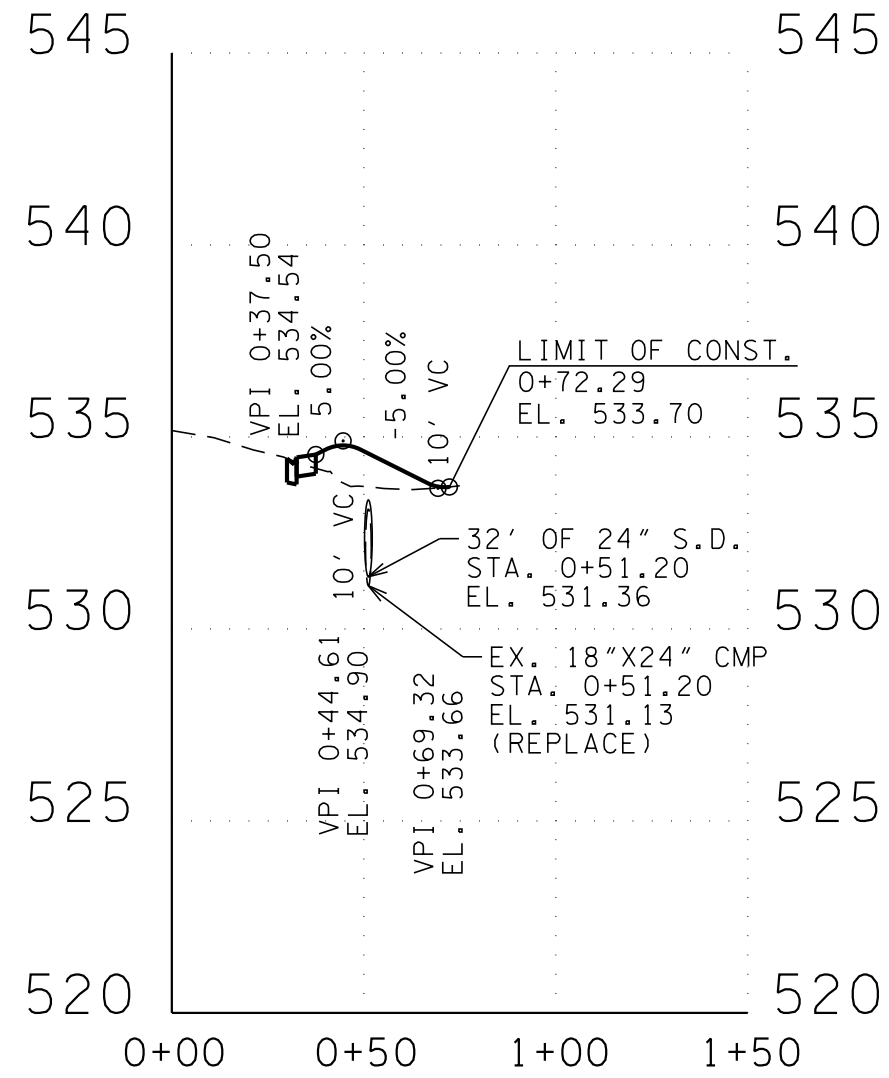 545 545
540 540
535 535
530 530
525 525
520 520
VPI 0+37.50
EL. 534.54
5.00%
-5.00%
10' VC
LIMIT OF CONST.
0+72.29
EL. 533.70
10' VC
32' OF 24" S.D.
STA. 0+51.20
EL. 531.36
EX. 18"X24" CMP
STA. 0+51.20
EL. 531.13
(REPLACE)
VPI 0+44.61
EL. 534.90
VPI 0+69.32
EL. 533.66
0+00 0+50 1+00 1+50